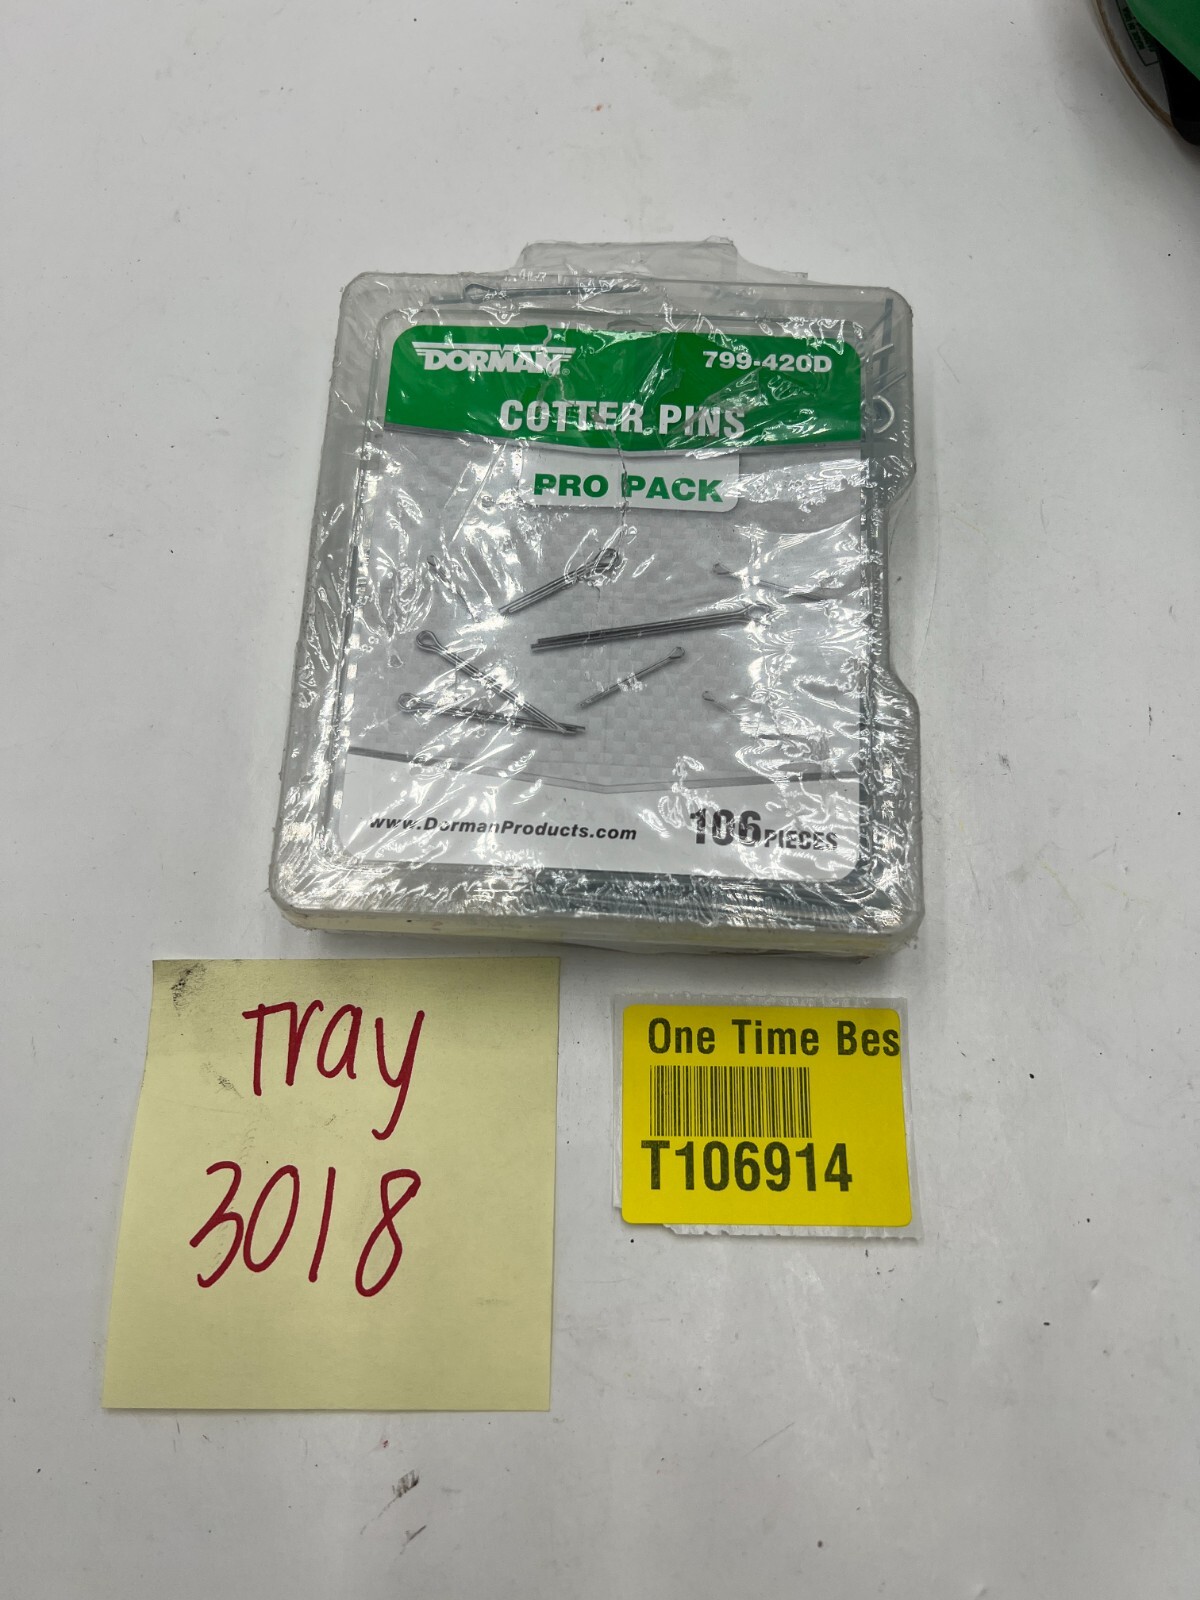 DORMAN®
799-420D
COTTER PINS
PRO PACK
www.DormanProducts.com
106 PIECES
Tray
3018
One Time Bes
T106914